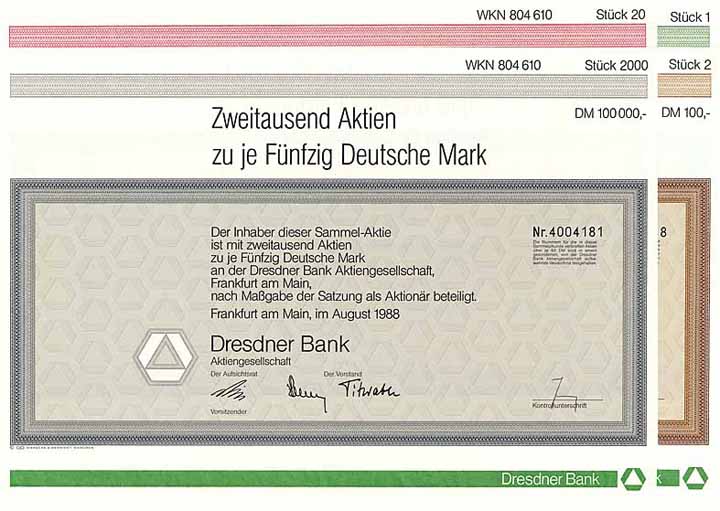 WKN 804 610 Stück 20 Stück 1
WKN 804 610 Stück 2000 Stück 2
DM 100 000,- DM 100,-
Zweitausend Aktien
zu je Fünfzig Deutsche Mark
Der Inhaber dieser Sammel-Aktie
ist mit zweitausend Aktien
zu je Fünfzig Deutsche Mark
an der Dresdner Bank Aktiengesellschaft,
Frankfurt am Main,
nach Maßgabe der Satzung als Aktionär beteiligt.
Frankfurt am Main, im August 1988
Nr. 4004181
8
Dresdner Bank
Aktiengesellschaft
Der Aufsichtsrat Der Vorstand
Vorsitzender
Kontrollunterschrift
Dresdner Bank
k